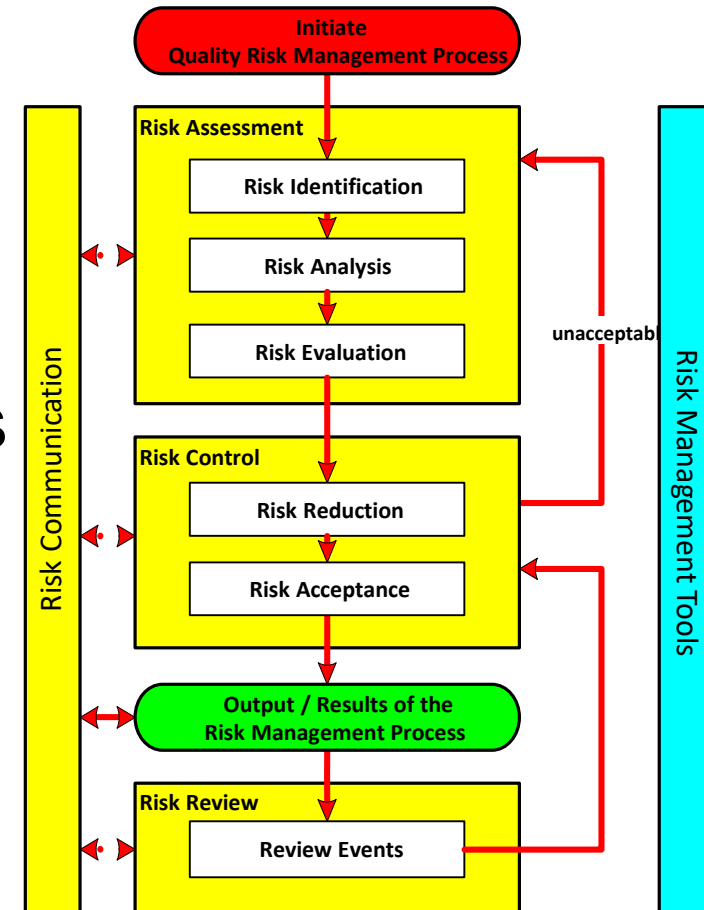 Initiate
Quality Risk Management Process
Risk Assessment
Risk Identification
Risk Analysis
Risk Evaluation
unacceptabl
Risk Control
Risk Reduction
Risk Acceptance
Output / Results of the
Risk Management Process
Risk Review
Review Events
s
Risk Communication
Risk Management Tools